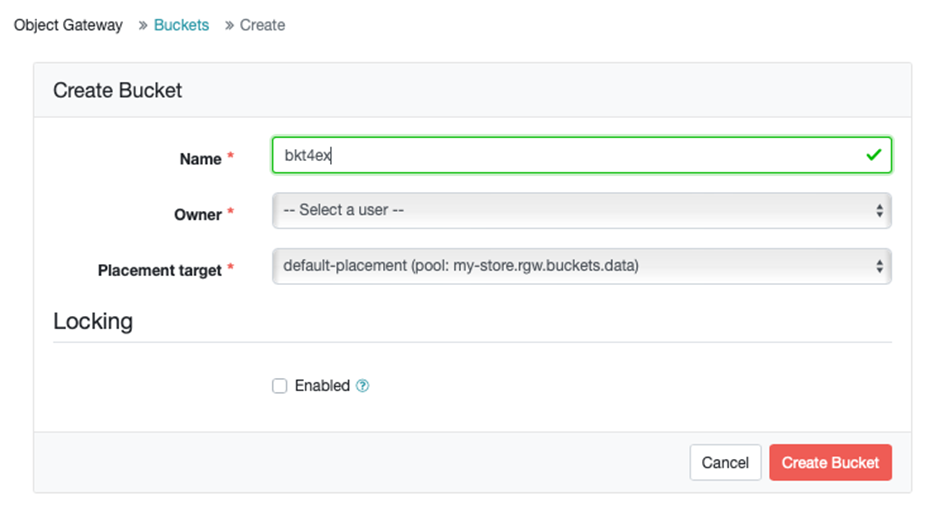 Object Gateway » Buckets » Create
Create Bucket
Name * bkt4ex
Owner * -- Select a user --
Placement target * default-placement (pool: my-store.rgw.buckets.data)
Locking
Enabled ?
Cancel Create Bucket